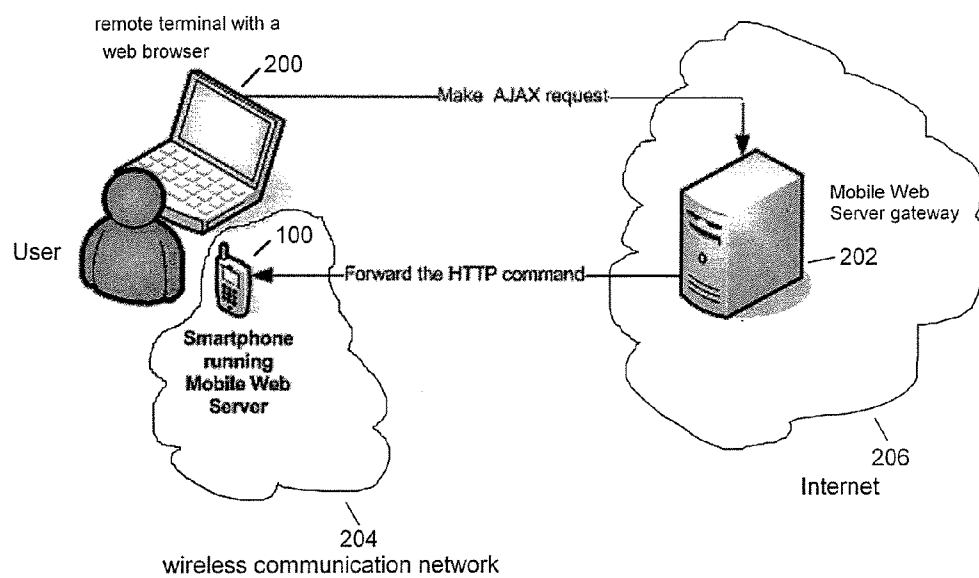 remote terminal with a
web browser
200
Make AJAX request
Mobile Web
Server gateway
202
User
100
Forward the HTTP command
Smartphone
running
Mobile Web
Server
206
Internet
204
wireless communication network